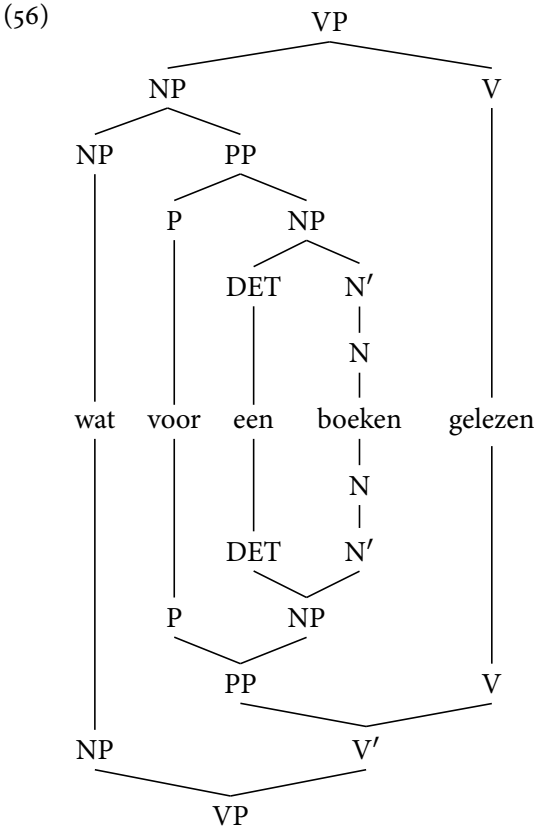 (56)
VP
NP V
NP PP
P NP
DET N′
N
wat voor een boeken gelezen
N
DET N′
P NP
PP V
NP V′
VP